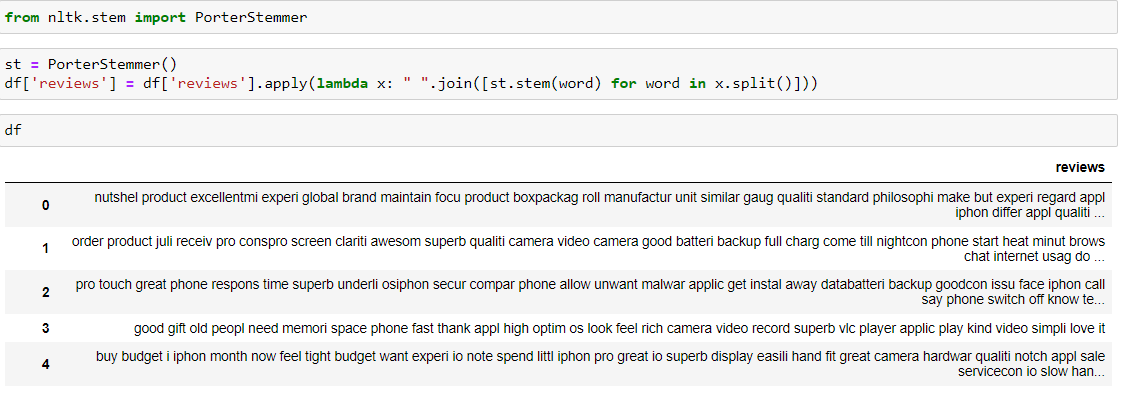 from nltk.stem import PorterStemmer
st = PorterStemmer()
df['reviews'] = df['reviews'].apply(lambda x: " ".join([st.stem(word) for word in x.split()]))
df
reviews
0 nutshel product excellentmi experi global brand maintain focu product boxpackag roll manufactur unit similar gaug qualiti standard philosophi make but experi regard appl
iphon differ appl qualiti ...
1 order product juli receiv pro conspro screen clariti awesom superb qualiti camera video camera good batteri backup full charg come till nightcon phone start heat minut brows
chat internet usag do ...
2 pro touch great phone respons time superb underli osiphon secur compar phone allow unwant malwar applic get instal away databatteri backup goodcon issu face iphon call
say phone switch off know te...
3 good gift old peopl need memori space phone fast thank appl high optim os look feel rich camera video record superb vlc player applic play kind video simpli love it
4 buy budget i iphon month now feel tight budget want experi io note spend littl iphon pro great io superb display easili hand fit great camera hardwar qualiti notch appl sale
servicecon io slow han...